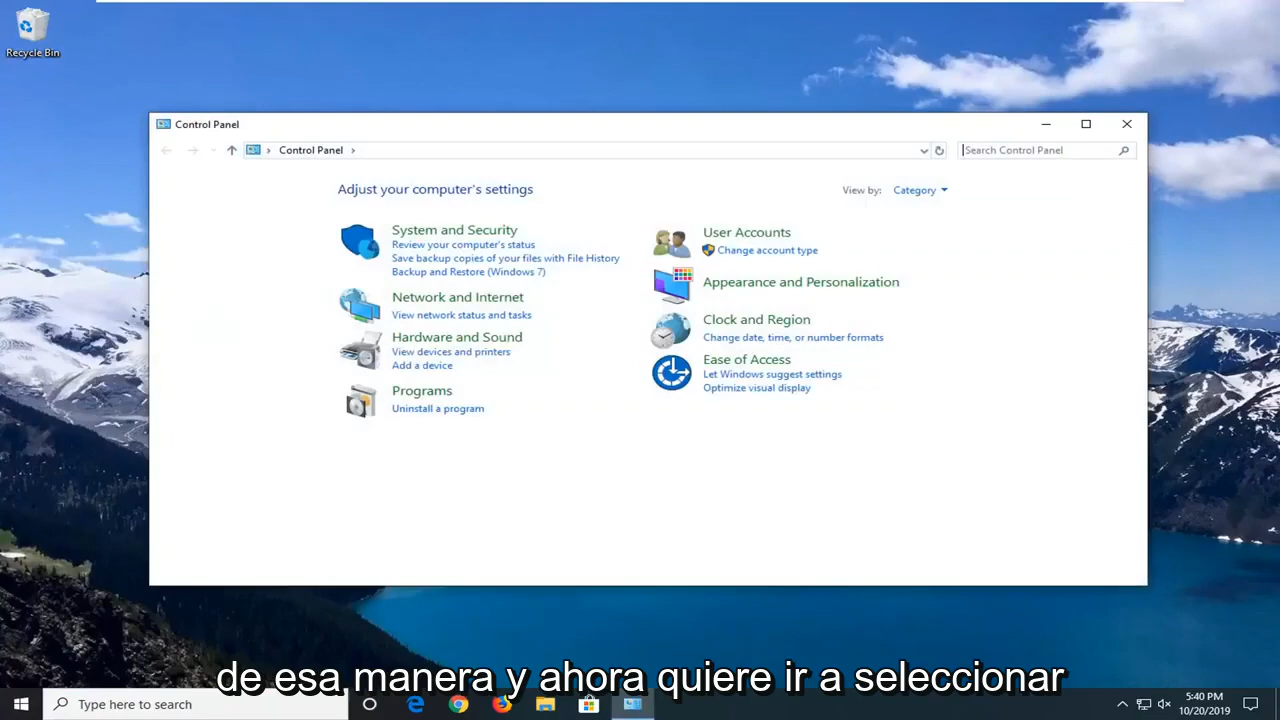 Recycle Bin
Control Panel
Control Panel
Search Control Panel
Adjust your computer's settings
View by: Category
System and Security
Review your computer's status
Save backup copies of your files with File History
Backup and Restore (Windows 7)
Network and Internet
View network status and tasks
Hardware and Sound
View devices and printers
Add a device
Programs
Uninstall a program
User Accounts
Change account type
Appearance and Personalization
Clock and Region
Change date, time, or number formats
Ease of Access
Let Windows suggest settings
Optimize visual display
de esa manera y ahora quiere ir a seleccionar
Type here to search
5:40 PM
10/20/2019